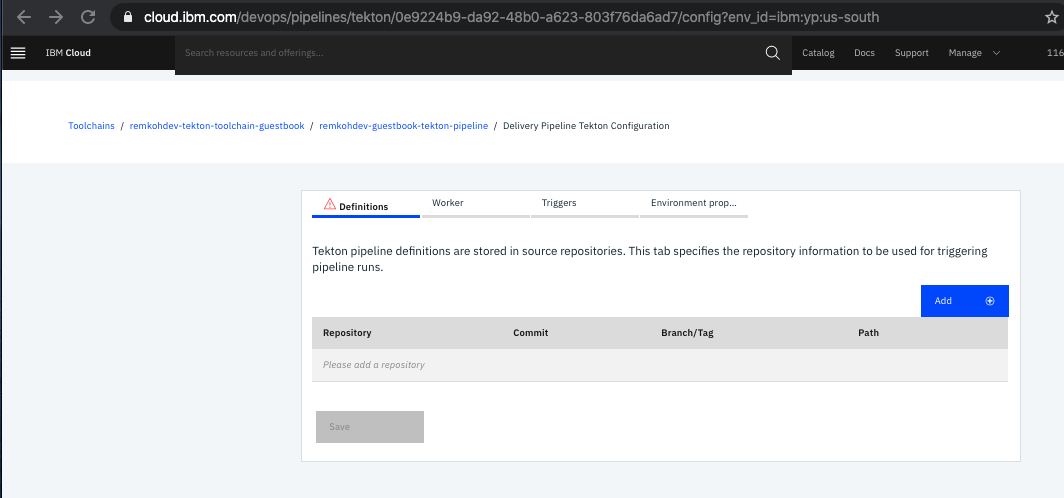 cloud.ibm.com/devops/pipelines/tekton/0e9224b9-da92-48b0-a623-803f76da6ad7/config?env_id=ibm:yp:us-south
IBM Cloud
Search resources and offerings...
Catalog
Docs
Support
Manage
116
Toolchains / remkohdev-tekton-toolchain-guestbook / remkohdev-guestbook-tekton-pipeline / Delivery Pipeline Tekton Configuration
Definitions
Worker
Triggers
Environment prop...
Tekton pipeline definitions are stored in source repositories. This tab specifies the repository information to be used for triggering
pipeline runs.
Add
Repository
Commit
Branch/Tag
Path
Please add a repository
Save